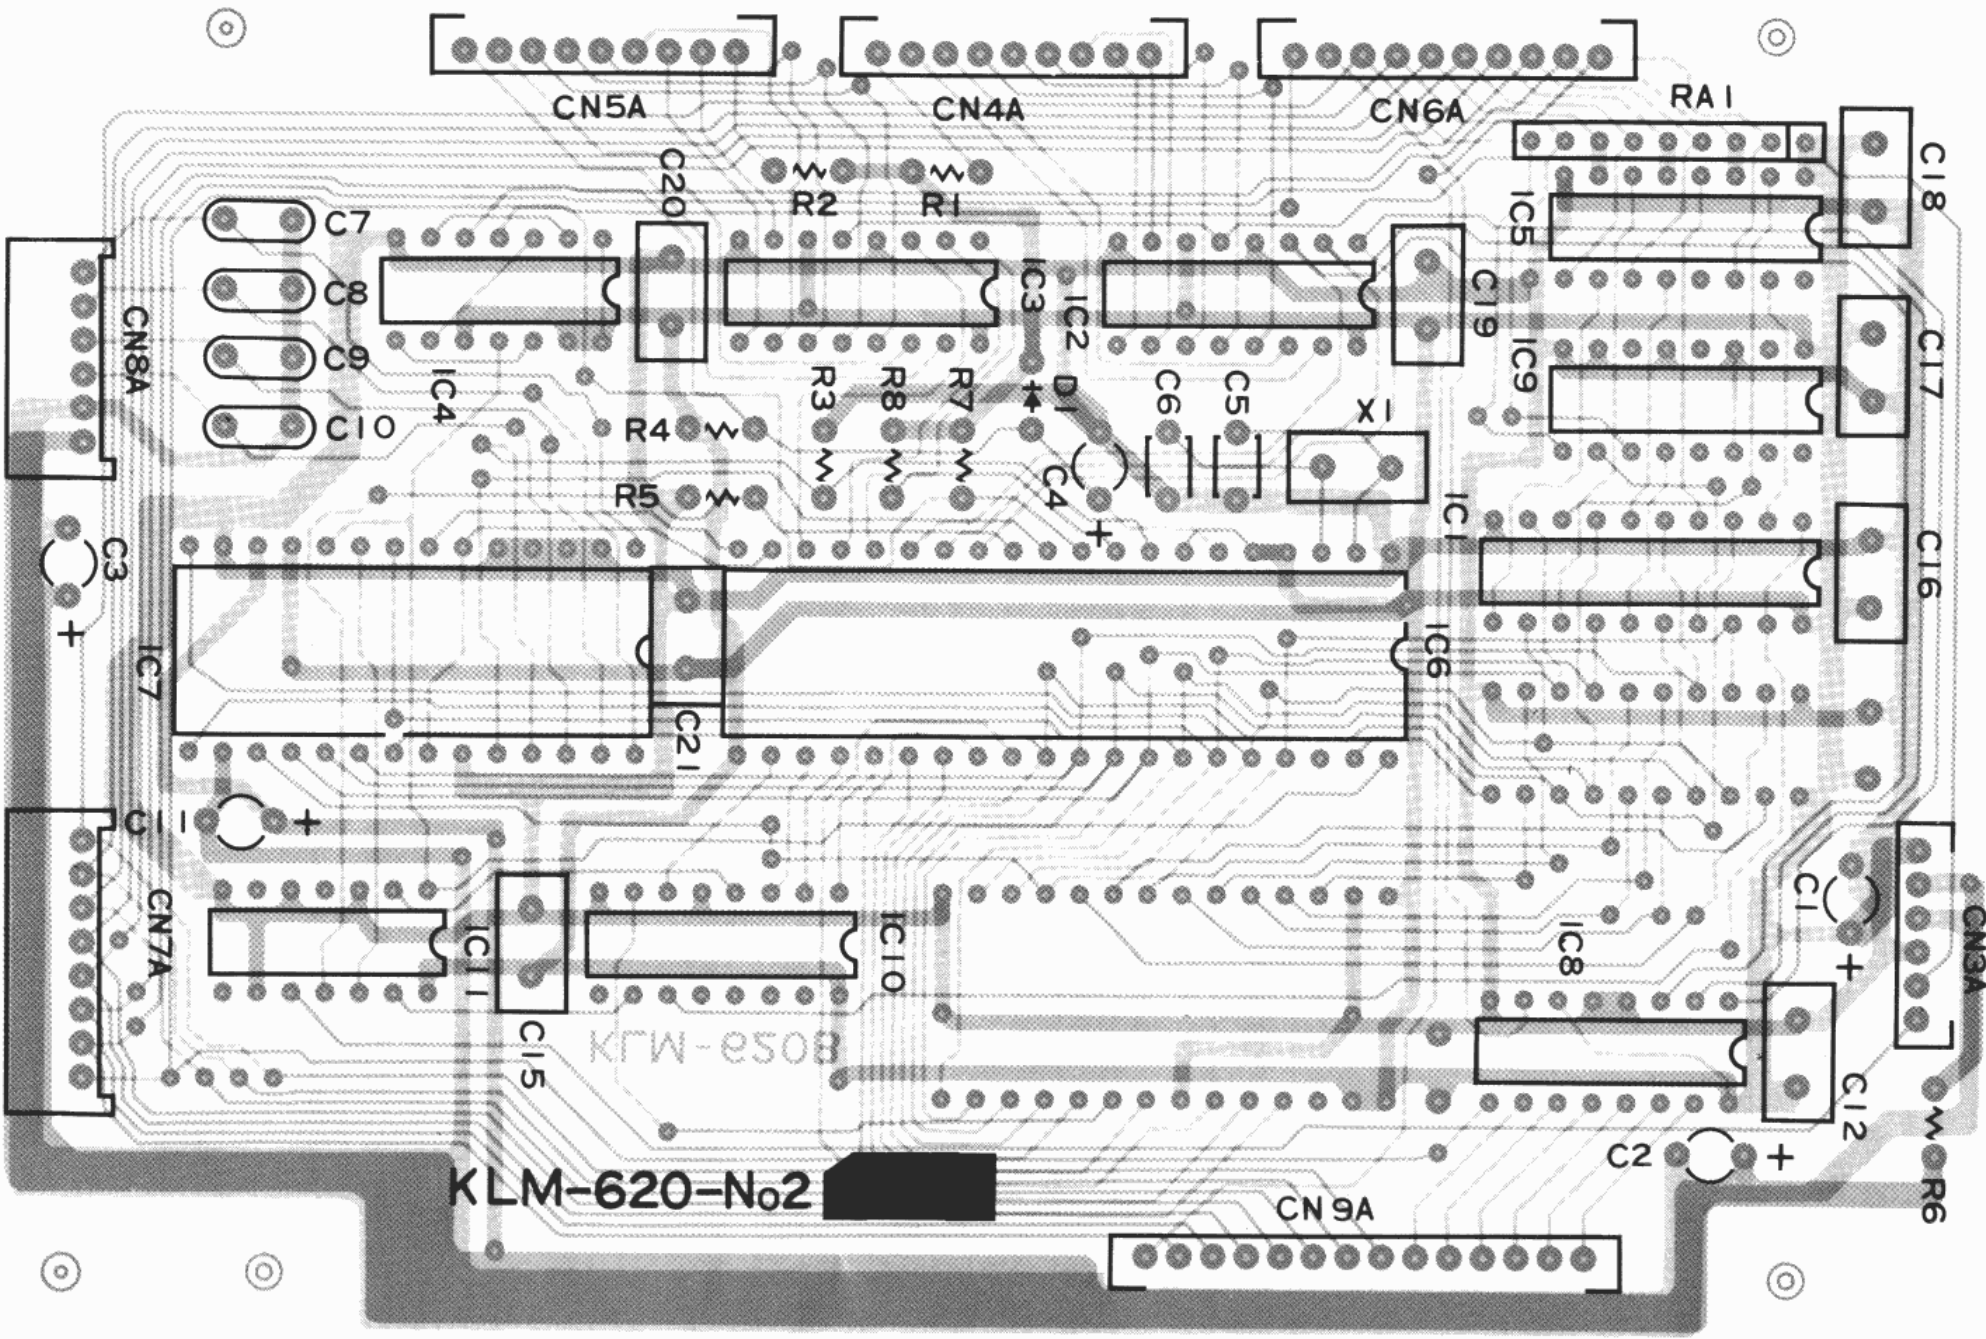 CN5A
CN4A
CN6A
RA1
C18
C20
R2
R1
IC5
C7
C8
C9
C10
CN8A
IC4
IC3
IC2
C19
C17
IC9
R3
R8
R7
D1
C6
C5
X1
R4
R5
C4
+
IC1
C16
C3
+
IC7
C21
IC6
C11
+
CN7A
IC11
C15
IC10
KLM-620B
IC8
C1
+
CN3A
C12
C2
+
R6
KLM-620-No2
CN9A